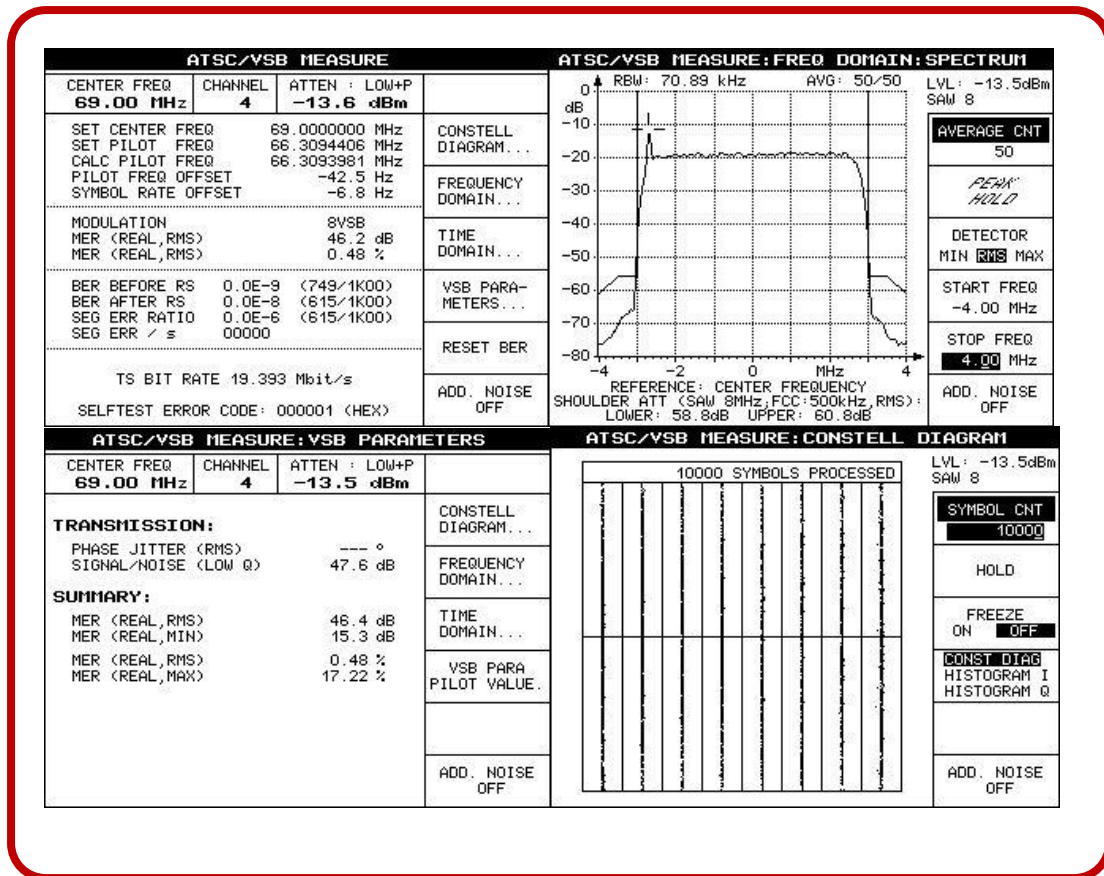 ATSC/VSB MEASURE
CENTER FREQ CHANNEL ATTEN : LOW+P
69.00 MHz 4 -13.6 dBm
SET CENTER FREQ 69.0000000 MHz
SET PILOT FREQ 66.3094406 MHz
CALC PILOT FREQ 66.3093981 MHz
PILOT FREQ OFFSET -42.5 Hz
SYMBOL RATE OFFSET -6.8 Hz
MODULATION 8VSB
MER (REAL,RMS) 46.2 dB
MER (REAL,RMS) 0.48 %
BER BEFORE RS 0.0E-9 (749/1K00)
BER AFTER RS 0.0E-8 (615/1K00)
SEG ERR RATIO 0.0E-6 (615/1K00)
SEG ERR / s 00000
TS BIT RATE 19.393 Mbit/s
SELFTEST ERROR CODE: 000001 (HEX)
CONSTELL
DIAGRAM...
FREQUENCY
DOMAIN...
TIME
DOMAIN...
VSB PARA-
METERS...
RESET BER
ADD. NOISE
OFF
ATSC/VSB MEASURE:FREQ DOMAIN:SPECTRUM
RBW: 70.89 kHz AVG: 50/50
0
dB
-10
-20
-30
-40
-50
-60
-70
-80
-4 -2 0 MHz 4
REFERENCE: CENTER FREQUENCY
SHOULDER ATT (SAW 8MHz,FCC:500kHz,RMS):
LOWER: 58.8dB UPPER: 60.8dB
LVL: -13.5dBm
SAW 8
AVERAGE CNT
50
PEAK
HOLD
DETECTOR
MIN RMS MAX
START FREQ
-4.00 MHz
STOP FREQ
4.00 MHz
ADD. NOISE
OFF
ATSC/VSB MEASURE:VSB PARAMETERS
CENTER FREQ CHANNEL ATTEN : LOW+P
69.00 MHz 4 -13.5 dBm
TRANSMISSION:
PHASE JITTER (RMS) --- °
SIGNAL/NOISE (LOW Q) 47.6 dB
SUMMARY:
MER (REAL,RMS) 46.4 dB
MER (REAL,MIN) 15.3 dB
MER (REAL,RMS) 0.48 %
MER (REAL,MAX) 17.22 %
CONSTELL
DIAGRAM...
FREQUENCY
DOMAIN...
TIME
DOMAIN...
VSB PARA
PILOT VALUE.
ADD. NOISE
OFF
ATSC/VSB MEASURE:CONSTELL DIAGRAM
10000 SYMBOLS PROCESSED
LVL: -13.5dBm
SAW 8
SYMBOL CNT
10000
HOLD
FREEZE
ON OFF
CONST DIAG
HISTOGRAM I
HISTOGRAM Q
ADD. NOISE
OFF